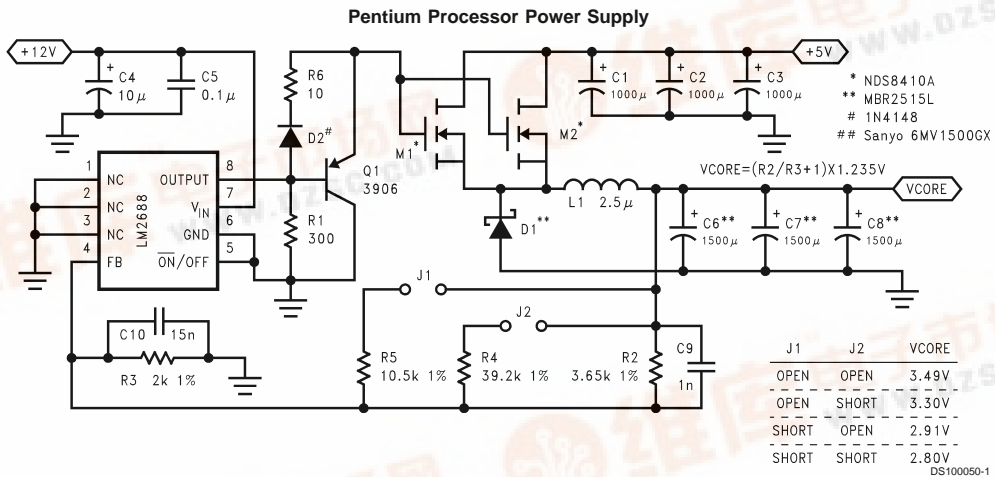 Pentium Processor Power Supply
+12V
+
C4
10μ
C5
0.1μ
R6
10
D2#
Q1
3906
R1
300
M1*
M2*
+
C1
1000μ
+
C2
1000μ
+
C3
1000μ
+5V
* NDS8410A
** MBR2515L
# 1N4148
## Sanyo 6MV1500GX
1 NC
2 NC
3 NC
4 FB
LM2688
OUTPUT 8
VIN 7
GND 6
ON/OFF 5
VCORE=(R2/R3+1)X1.235V
VCORE
L1 2.5μ
D1**
+
C6**
1500μ
+
C7**
1500μ
+
C8**
1500μ
J1
J2
C10 15n
R3 2k 1%
R5
10.5k 1%
R4
39.2k 1%
R2
3.65k 1%
C9
1n
J1 J2 VCORE
OPEN OPEN 3.49V
OPEN SHORT 3.30V
SHORT OPEN 2.91V
SHORT SHORT 2.80V
DS100050-1